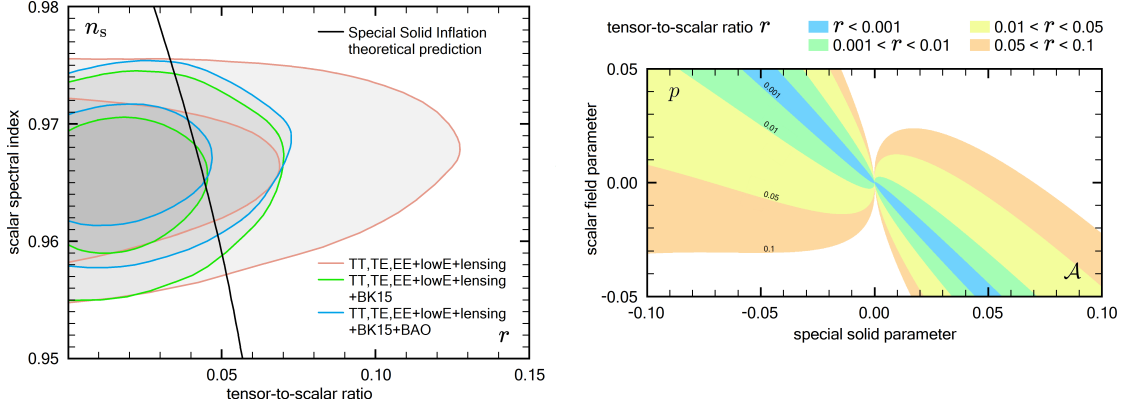 0.98
0.97
0.96
0.95
scalar spectral index
n_s
Special Solid Inflation
theoretical prediction
TT,TE,EE+lowE+lensing
TT,TE,EE+lowE+lensing
+BK15
TT,TE,EE+lowE+lensing
+BK15+BAO
r
0.05
0.10
0.15
tensor-to-scalar ratio
tensor-to-scalar ratio r
r < 0.001
0.001 < r < 0.01
0.01 < r < 0.05
0.05 < r < 0.1
0.05
0.00
-0.05
scalar field parameter
p
0.001
0.01
0.05
0.1
𝒜
-0.10
-0.05
0.00
0.05
0.10
special solid parameter